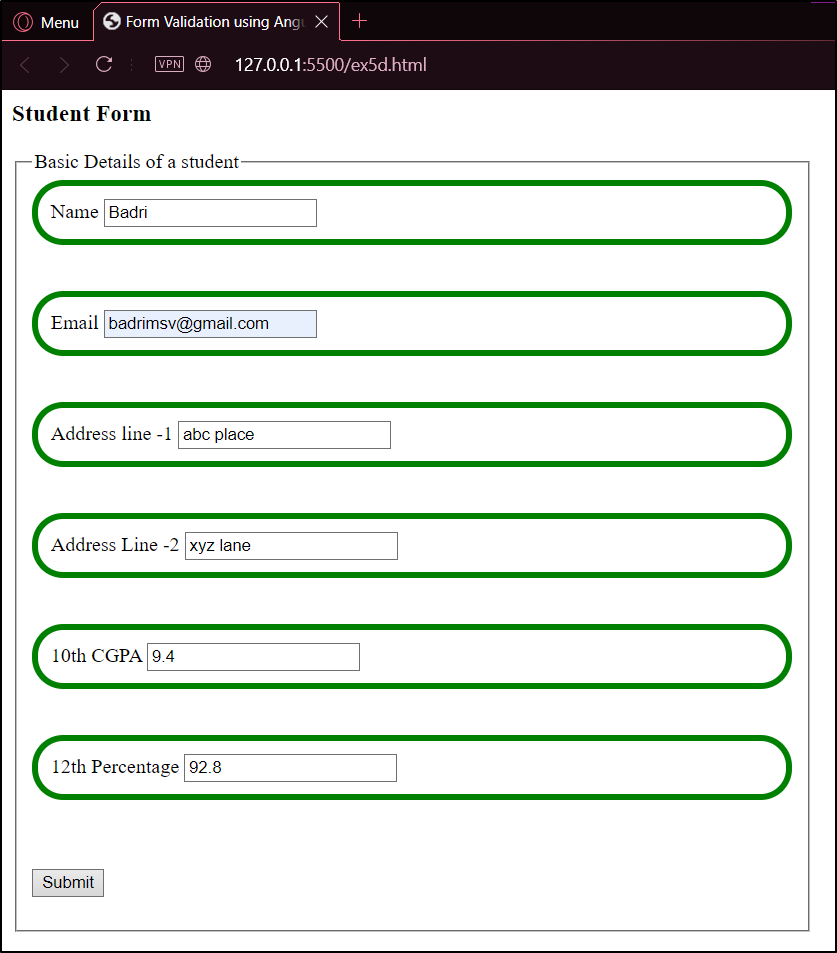 Menu
Form Validation using Angu
VPN
127.0.0.1:5500/ex5d.html
Student Form
Basic Details of a student
Name Badri
Email badrimsv@gmail.com
Address line -1 abc place
Address Line -2 xyz lane
10th CGPA 9.4
12th Percentage 92.8
Submit